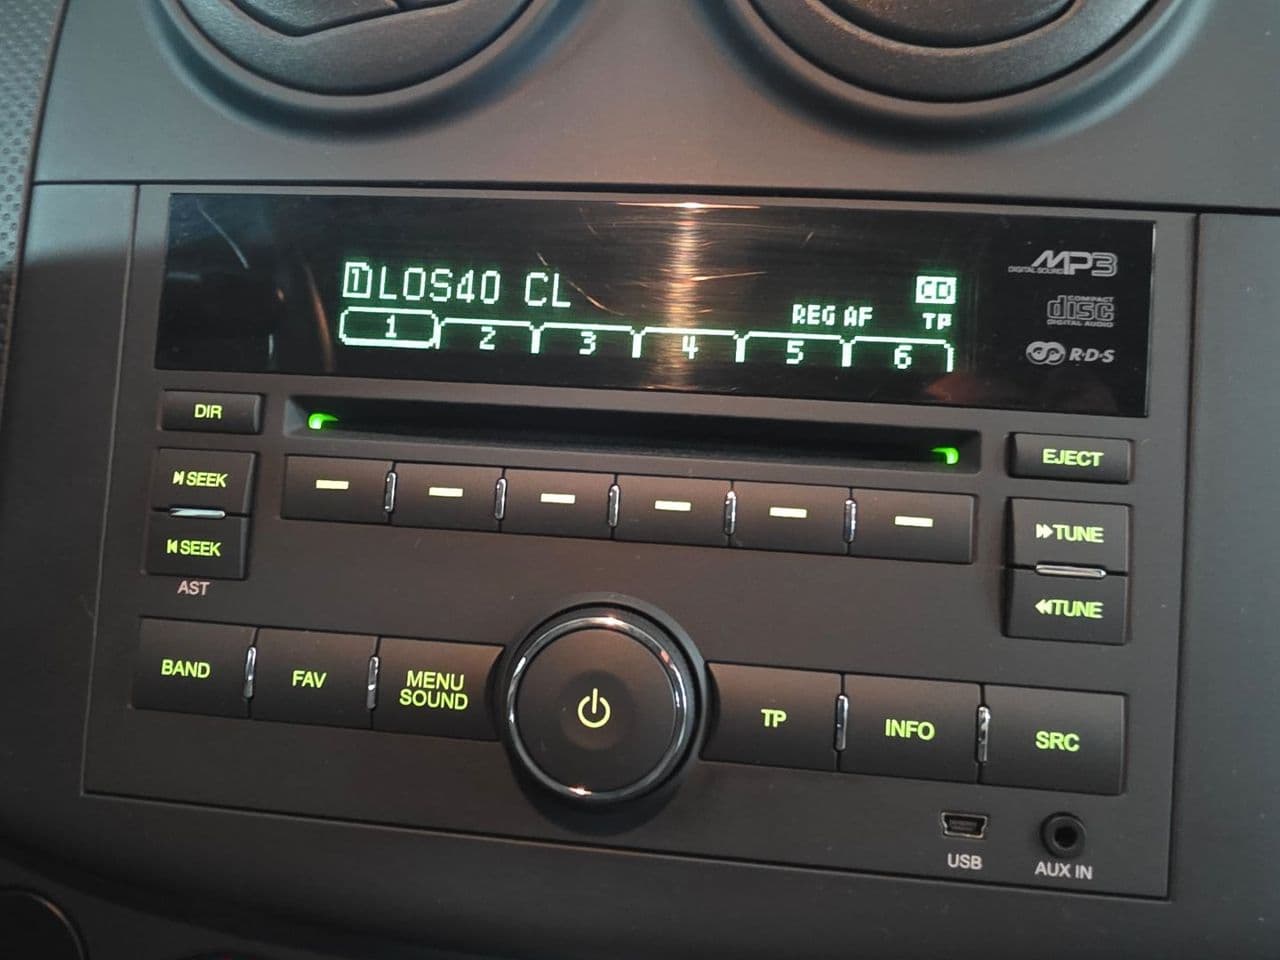 1 LOS40 CL
CD
REG AF TP
1 2 3 4 5 6
MP3
DIGITAL SOUND
COMPACT
disc
DIGITAL AUDIO
R·D·S
DIR
EJECT
SEEK
TUNE
SEEK
TUNE
AST
BAND
FAV
MENU
SOUND
TP
INFO
SRC
USB
AUX IN